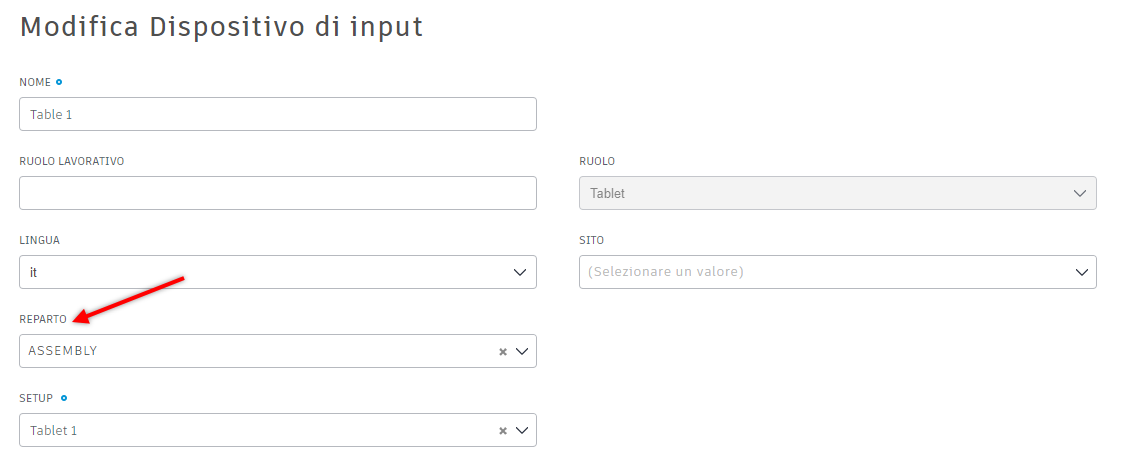 Modifica Dispositivo di input
NOME
Table 1
RUOLO LAVORATIVO
RUOLO
Tablet
LINGUA
it
SITO
(Selezionare un valore)
REPARTO
ASSEMBLY
SETUP
Tablet 1